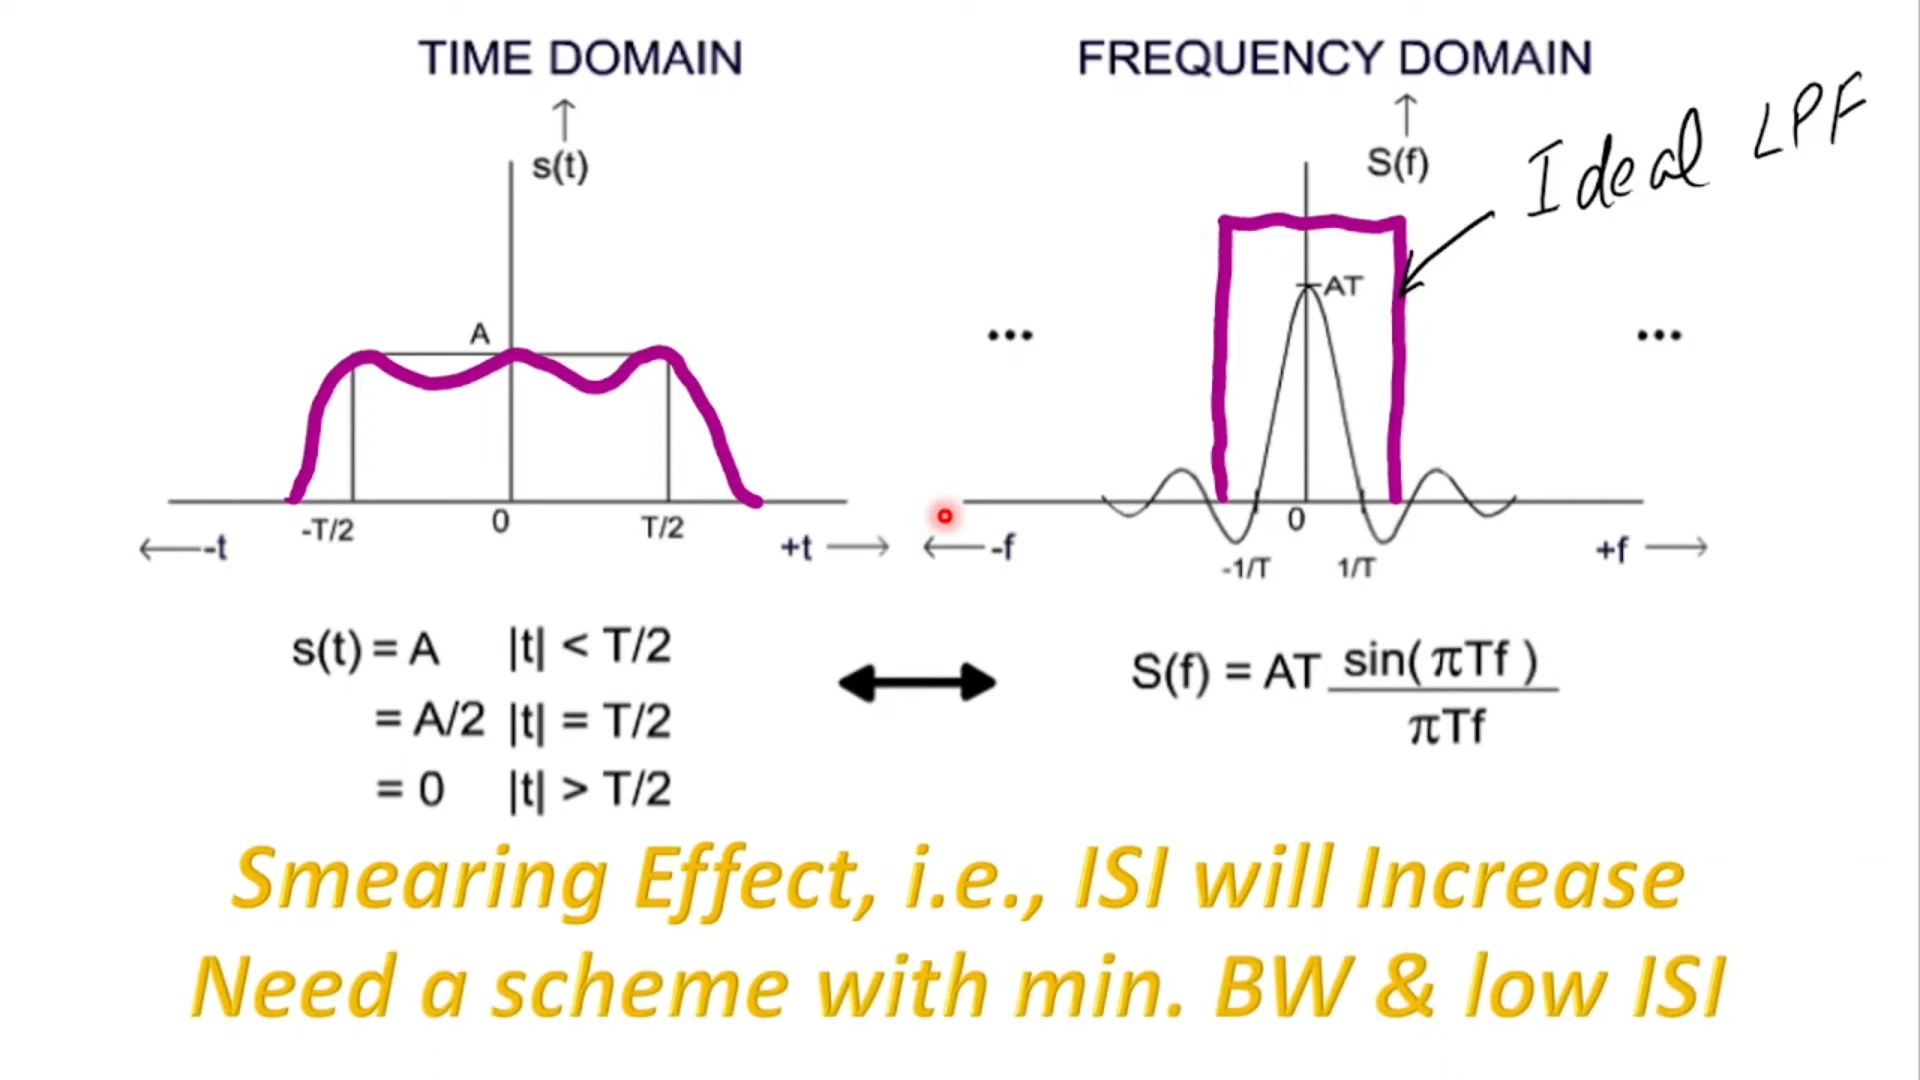 TIME DOMAIN
s(t)
A
-T/2
0
T/2
-t
+t
FREQUENCY DOMAIN
S(f)
Ideal LPF
AT
...
...
0
-1/T
1/T
-f
+f
s(t) = A |t| < T/2
= A/2 |t| = T/2
= 0 |t| > T/2
S(f) = AT sin( πTf )
πTf
Smearing Effect, i.e., ISI will Increase
Need a scheme with min. BW & low ISI